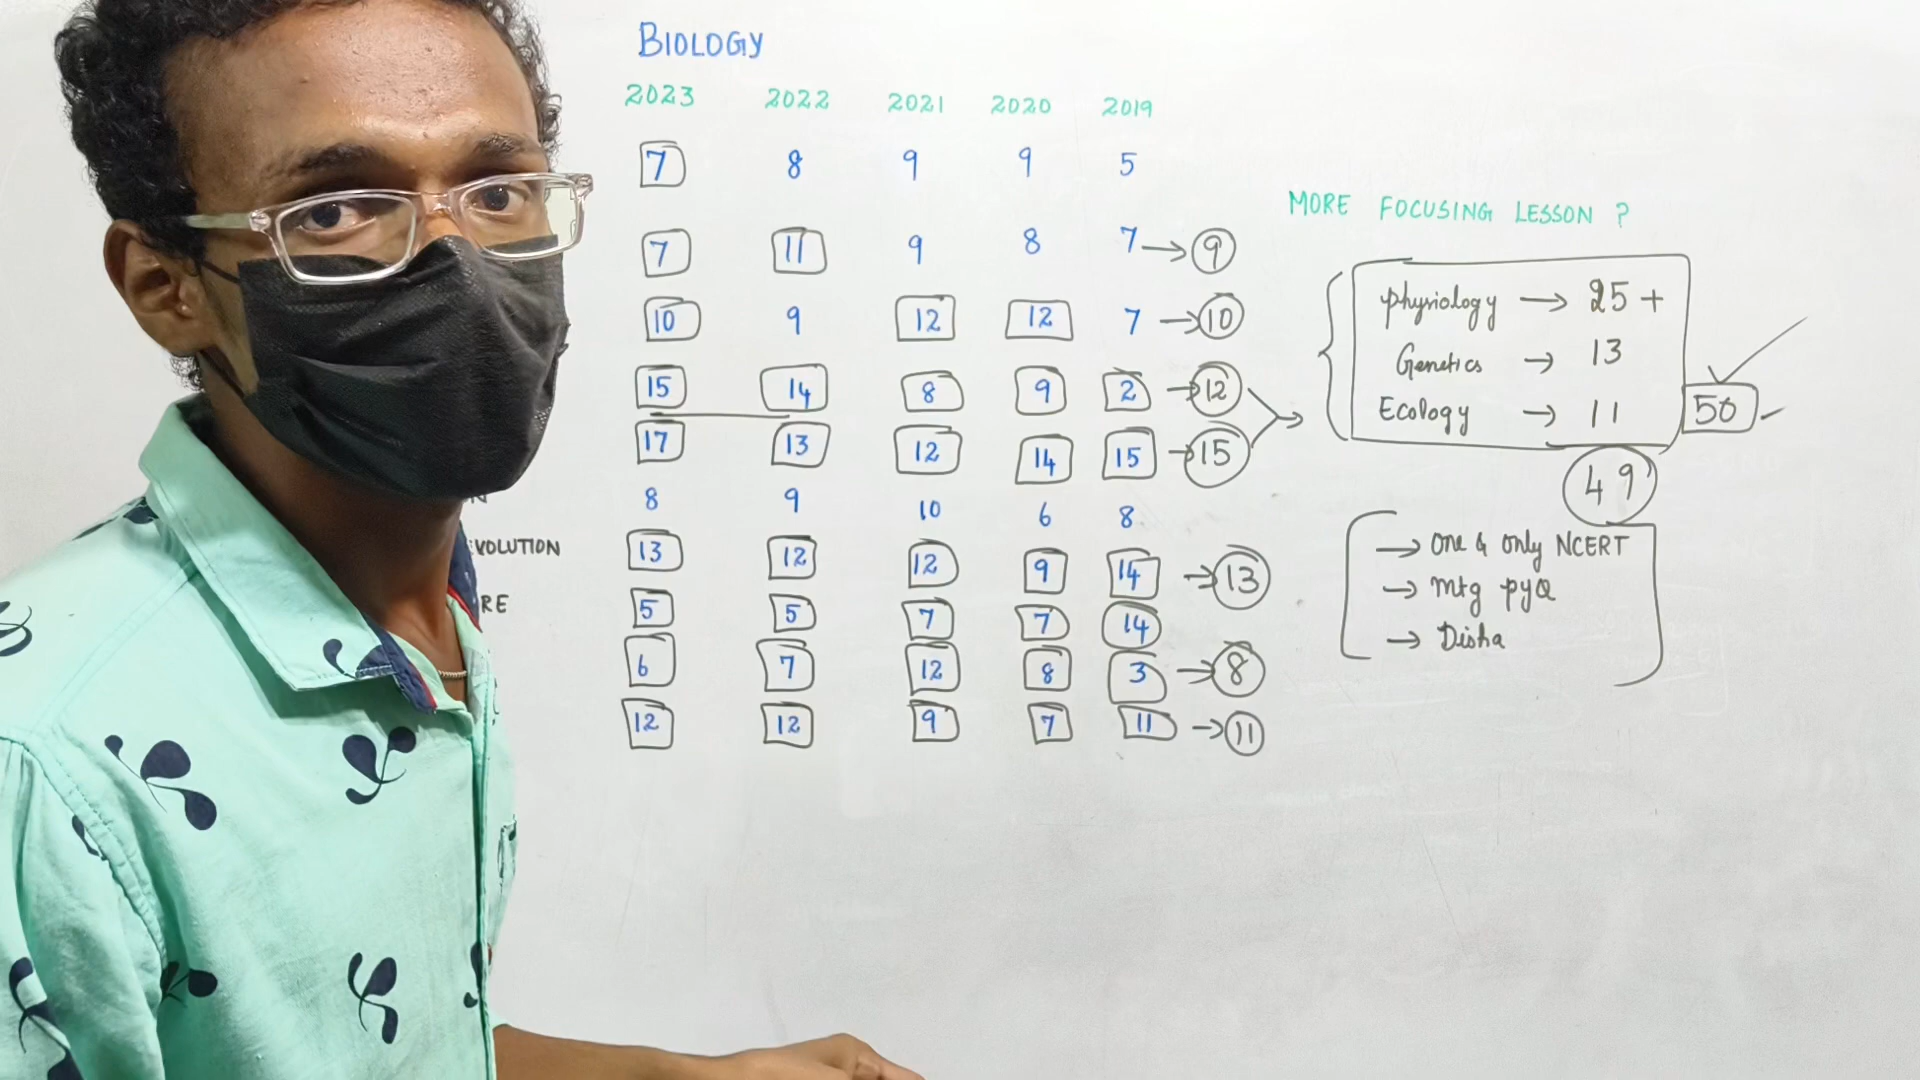 BIOLOGY
2023 2022 2021 2020 2019
7 8 9 9 5
7 11 9 8 7 → 9
10 9 12 12 7 → 10
15 14 8 9 2 → 12
17 13 12 14 15 → 15
8 9 10 6 8
VOLUTION 13 12 12 9 14 → 13
RE 5 5 7 7 14
6 7 12 8 3 → 8
12 12 9 7 11 → 11
MORE FOCUSING LESSON ?
physiology → 25 +
Genetics → 13
Ecology → 11
50
49
→ One & only NCERT
→ mtg pyQ
→ Disha